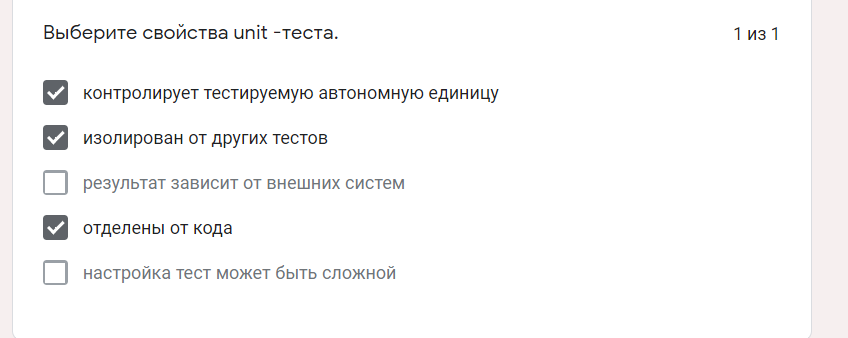 Выберите свойства unit -теста.
1 из 1
контролирует тестируемую автономную единицу
изолирован от других тестов
результат зависит от внешних систем
отделены от кода
настройка тест может быть сложной